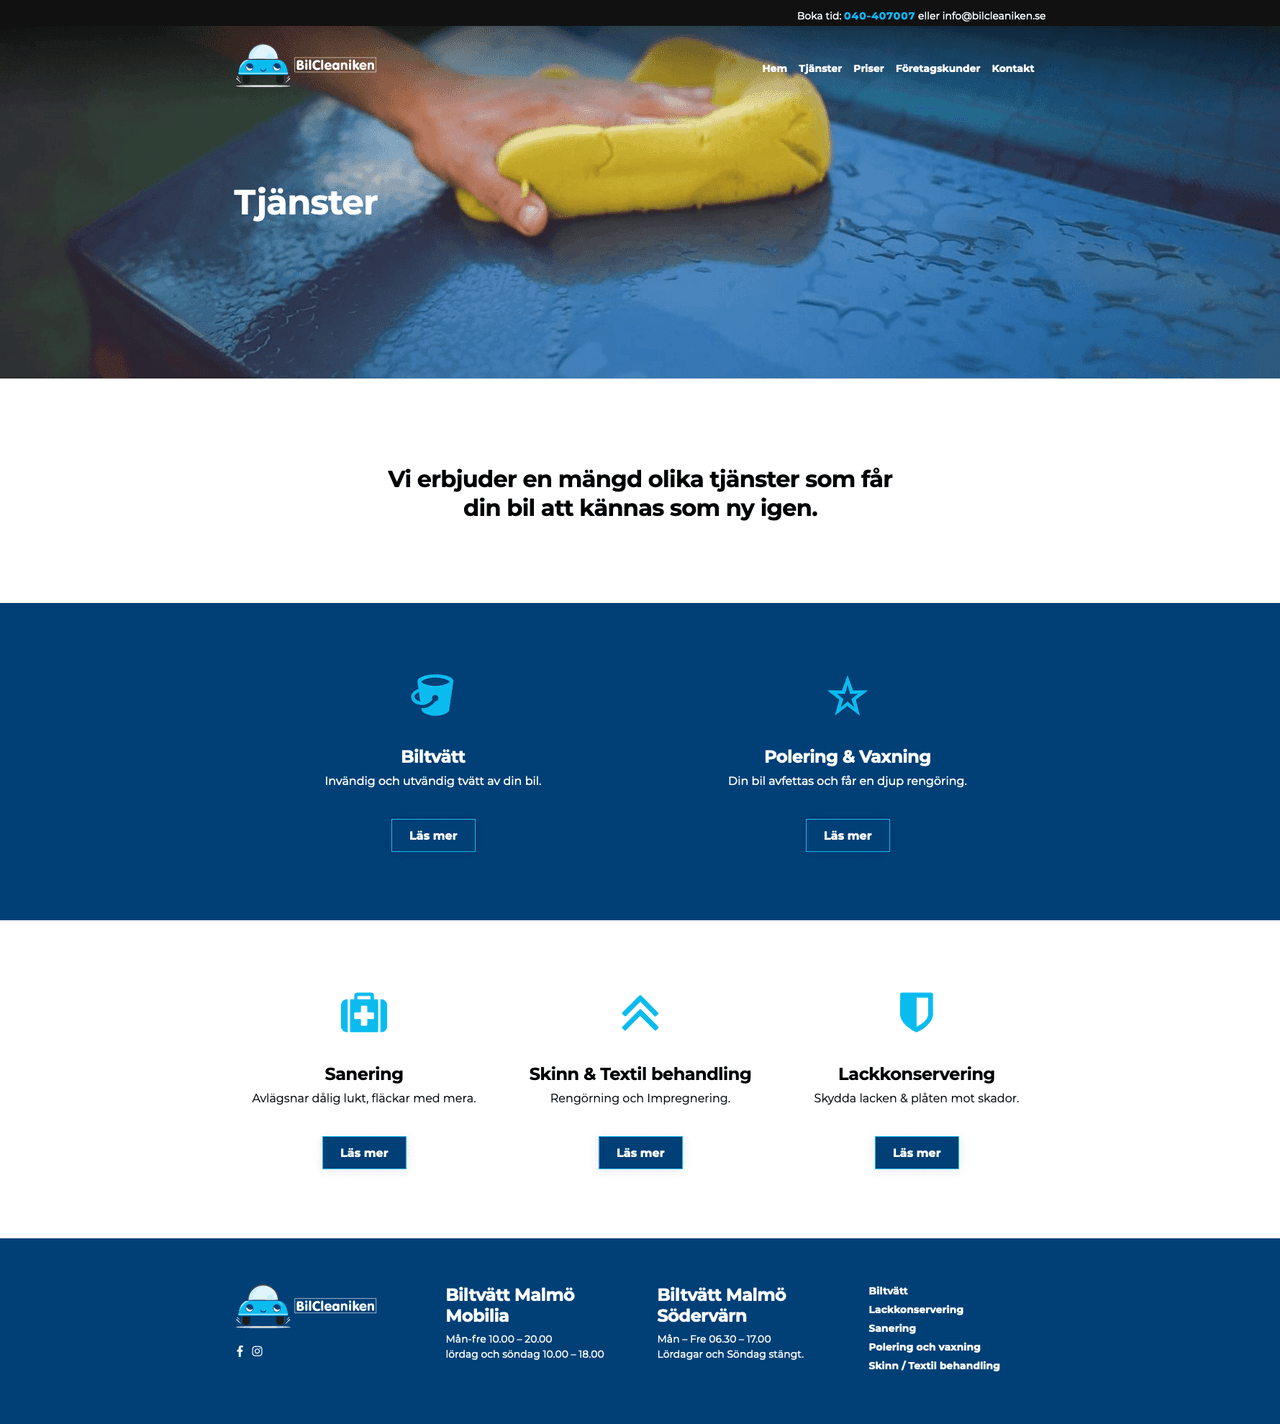 Boka tid: 040-407007 eller info@bilcleaniken.se
BilCleaniken
Hem Tjänster Priser Företagskunder Kontakt
Tjänster
Vi erbjuder en mängd olika tjänster som får
din bil att kännas som ny igen.
Biltvätt
Invändig och utvändig tvätt av din bil.
Läs mer
Polering & Vaxning
Din bil avfettas och får en djup rengöring.
Läs mer
Sanering
Avlägsnar dålig lukt, fläckar med mera.
Läs mer
Skinn & Textil behandling
Rengörning och Impregnering.
Läs mer
Lackkonservering
Skydda lacken & plåten mot skador.
Läs mer
BilCleaniken
Biltvätt Malmö
Mobilia
Mån-fre 10.00 – 20.00
lördag och söndag 10.00 – 18.00
Biltvätt Malmö
Södervärn
Mån – Fre 06.30 – 17.00
Lördagar och Söndag stängt.
Biltvätt
Lackkonservering
Sanering
Polering och vaxning
Skinn / Textil behandling